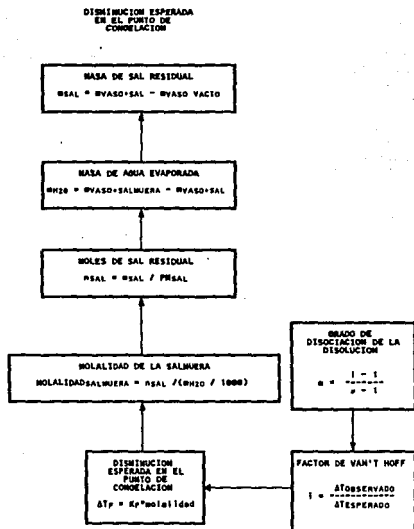 DISMINUCION ESPERADA
EN EL PUNTO DE
CONGELACION
MASA DE SAL RESIDUAL
mSAL = mVASO+SAL - mVASO VACIO
MASA DE AGUA EVAPORADA
mH2O = mVASO+SALMUERA - mVASO+SAL
MOLES DE SAL RESIDUAL
nSAL = mSAL / PMSAL
MOLALIDAD DE LA SALMUERA
MOLALIDADSALMUERA = nSAL /(mH2O / 1000)
DISMINUCION
ESPERADA EN EL
PUNTO DE
CONGELACION
ΔTF = KF*molalidad
GRADO DE
DISOCIACION DE LA
DISOLUCION
α = i - 1 / ν - 1
FACTOR DE VAN'T HOFF
i = ΔTOBSERVADO / ΔTESPERADO